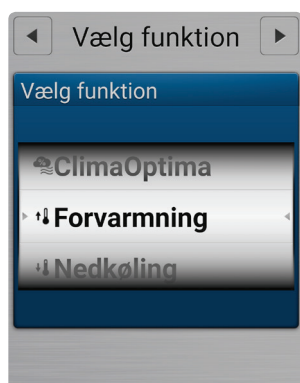 Vælg funktion
Vælg funktion
ClimaOptima
Forvarmning
Nedkøling